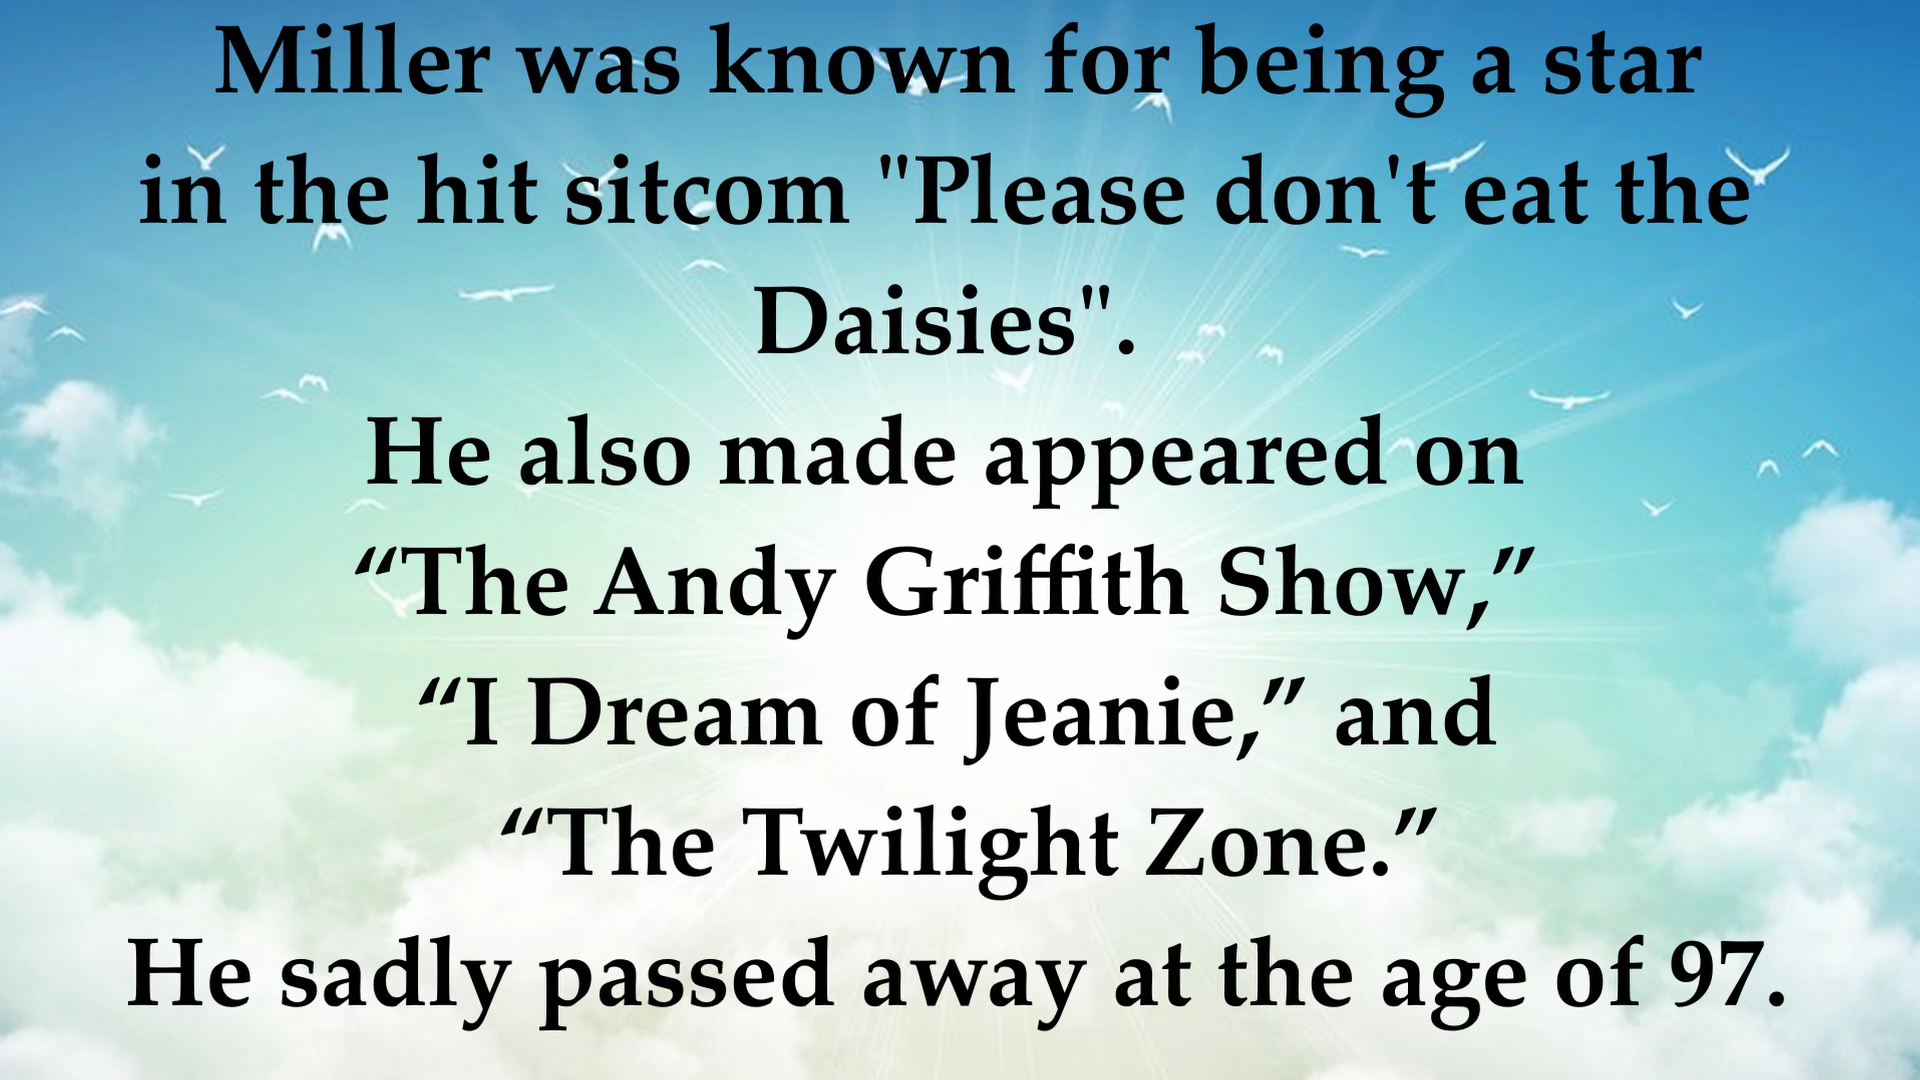 Miller was known for being a star
in the hit sitcom "Please don't eat the
Daisies".
He also made appeared on
“The Andy Griffith Show,”
“I Dream of Jeanie,” and
“The Twilight Zone.”
He sadly passed away at the age of 97.